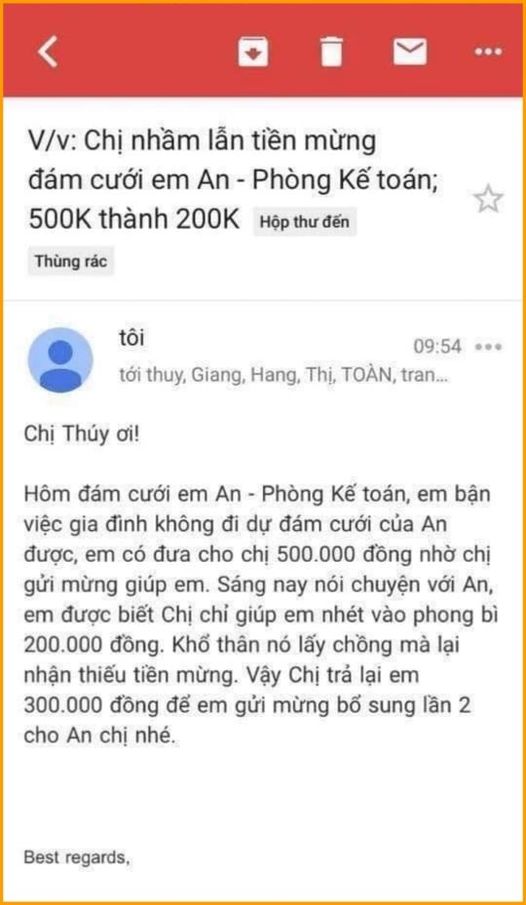 V/v: Chị nhầm lẫn tiền mừng
đám cưới em An - Phòng Kế toán;
500K thành 200K Hộp thư đến
Thùng rác
tôi
09:54
tới thuy, Giang, Hang, Thị, TOÀN, tran...
Chị Thúy ơi!
Hôm đám cưới em An - Phòng Kế toán, em bận
việc gia đình không đi dự đám cưới của An
được, em có đưa cho chị 500.000 đồng nhờ chị
gửi mừng giúp em. Sáng nay nói chuyện với An,
em được biết Chị chỉ giúp em nhét vào phong bì
200.000 đồng. Khổ thân nó lấy chồng mà lại
nhận thiếu tiền mừng. Vậy Chị trả lại em
300.000 đồng để em gửi mừng bổ sung lần 2
cho An chị nhé.
Best regards,